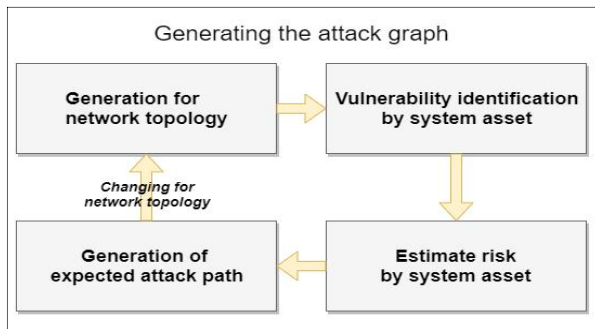 Generating the attack graph
Generation for
network topology
Vulnerability identification
by system asset
Changing for
network topology
Generation of
expected attack path
Estimate risk
by system asset